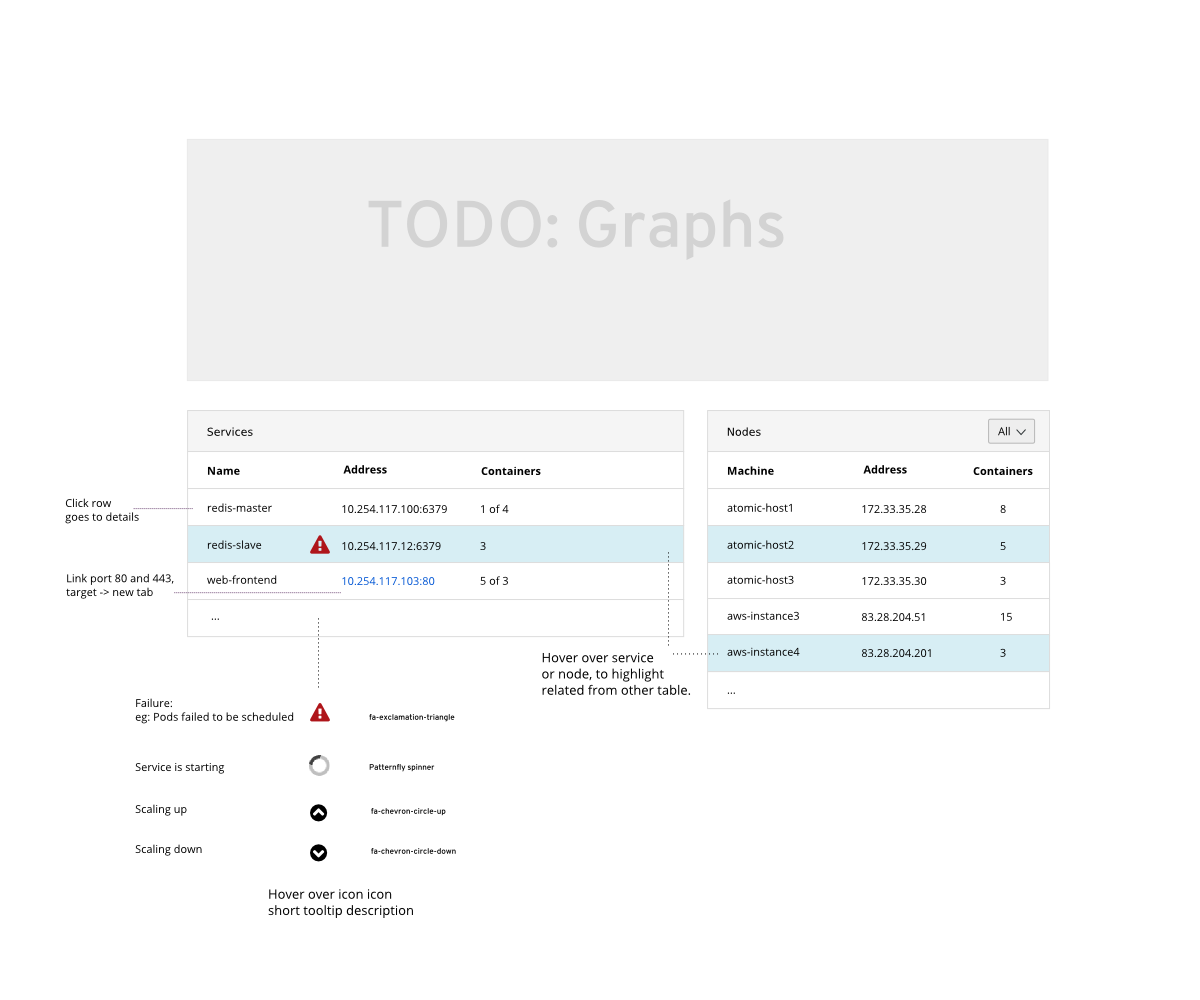 TODO: Graphs
Services
Name Address Containers
redis-master 10.254.117.100:6379 1 of 4
redis-slave 10.254.117.12:6379 3
web-frontend 10.254.117.103:80 5 of 3
...
Nodes All
Machine Address Containers
atomic-host1 172.33.35.28 8
atomic-host2 172.33.35.29 5
atomic-host3 172.33.35.30 3
aws-instance3 83.28.204.51 15
aws-instance4 83.28.204.201 3
...
Click row
goes to details
Link port 80 and 443,
target -> new tab
Hover over service
or node, to highlight
related from other table.
Failure:
eg: Pods failed to be scheduled fa-exclamation-triangle
Service is starting Patternfly spinner
Scaling up fa-chevron-circle-up
Scaling down fa-chevron-circle-down
Hover over icon icon
short tooltip description